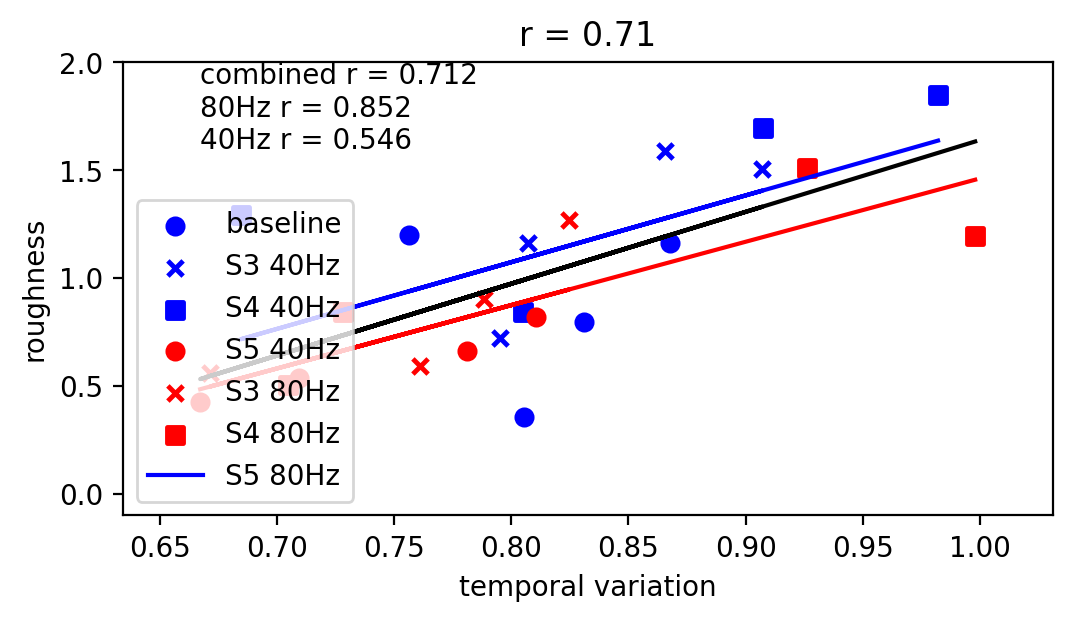 r = 0.71
combined r = 0.712
80Hz r = 0.852
40Hz r = 0.546
2.0
1.5
1.0
0.5
0.0
roughness
baseline
S3 40Hz
S4 40Hz
S5 40Hz
S3 80Hz
S4 80Hz
S5 80Hz
0.65 0.70 0.75 0.80 0.85 0.90 0.95 1.00
temporal variation